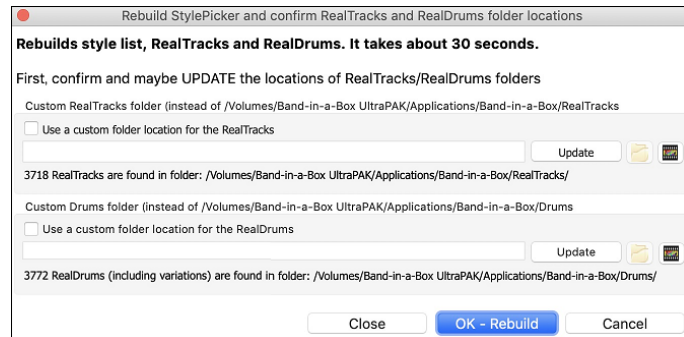 Rebuild StylePicker and confirm RealTracks and RealDrums folder locations
Rebuilds style list, RealTracks and RealDrums. It takes about 30 seconds.
First, confirm and maybe UPDATE the locations of RealTracks/RealDrums folders
Custom RealTracks folder (instead of /Volumes/Band-in-a-Box UltraPAK/Applications/Band-in-a-Box/RealTracks
Use a custom folder location for the RealTracks
Update
3718 RealTracks are found in folder: /Volumes/Band-in-a-Box UltraPAK/Applications/Band-in-a-Box/RealTracks/
Custom Drums folder (instead of /Volumes/Band-in-a-Box UltraPAK/Applications/Band-in-a-Box/Drums
Use a custom folder location for the RealDrums
Update
3772 RealDrums (including variations) are found in folder: /Volumes/Band-in-a-Box UltraPAK/Applications/Band-in-a-Box/Drums/
Close OK - Rebuild Cancel